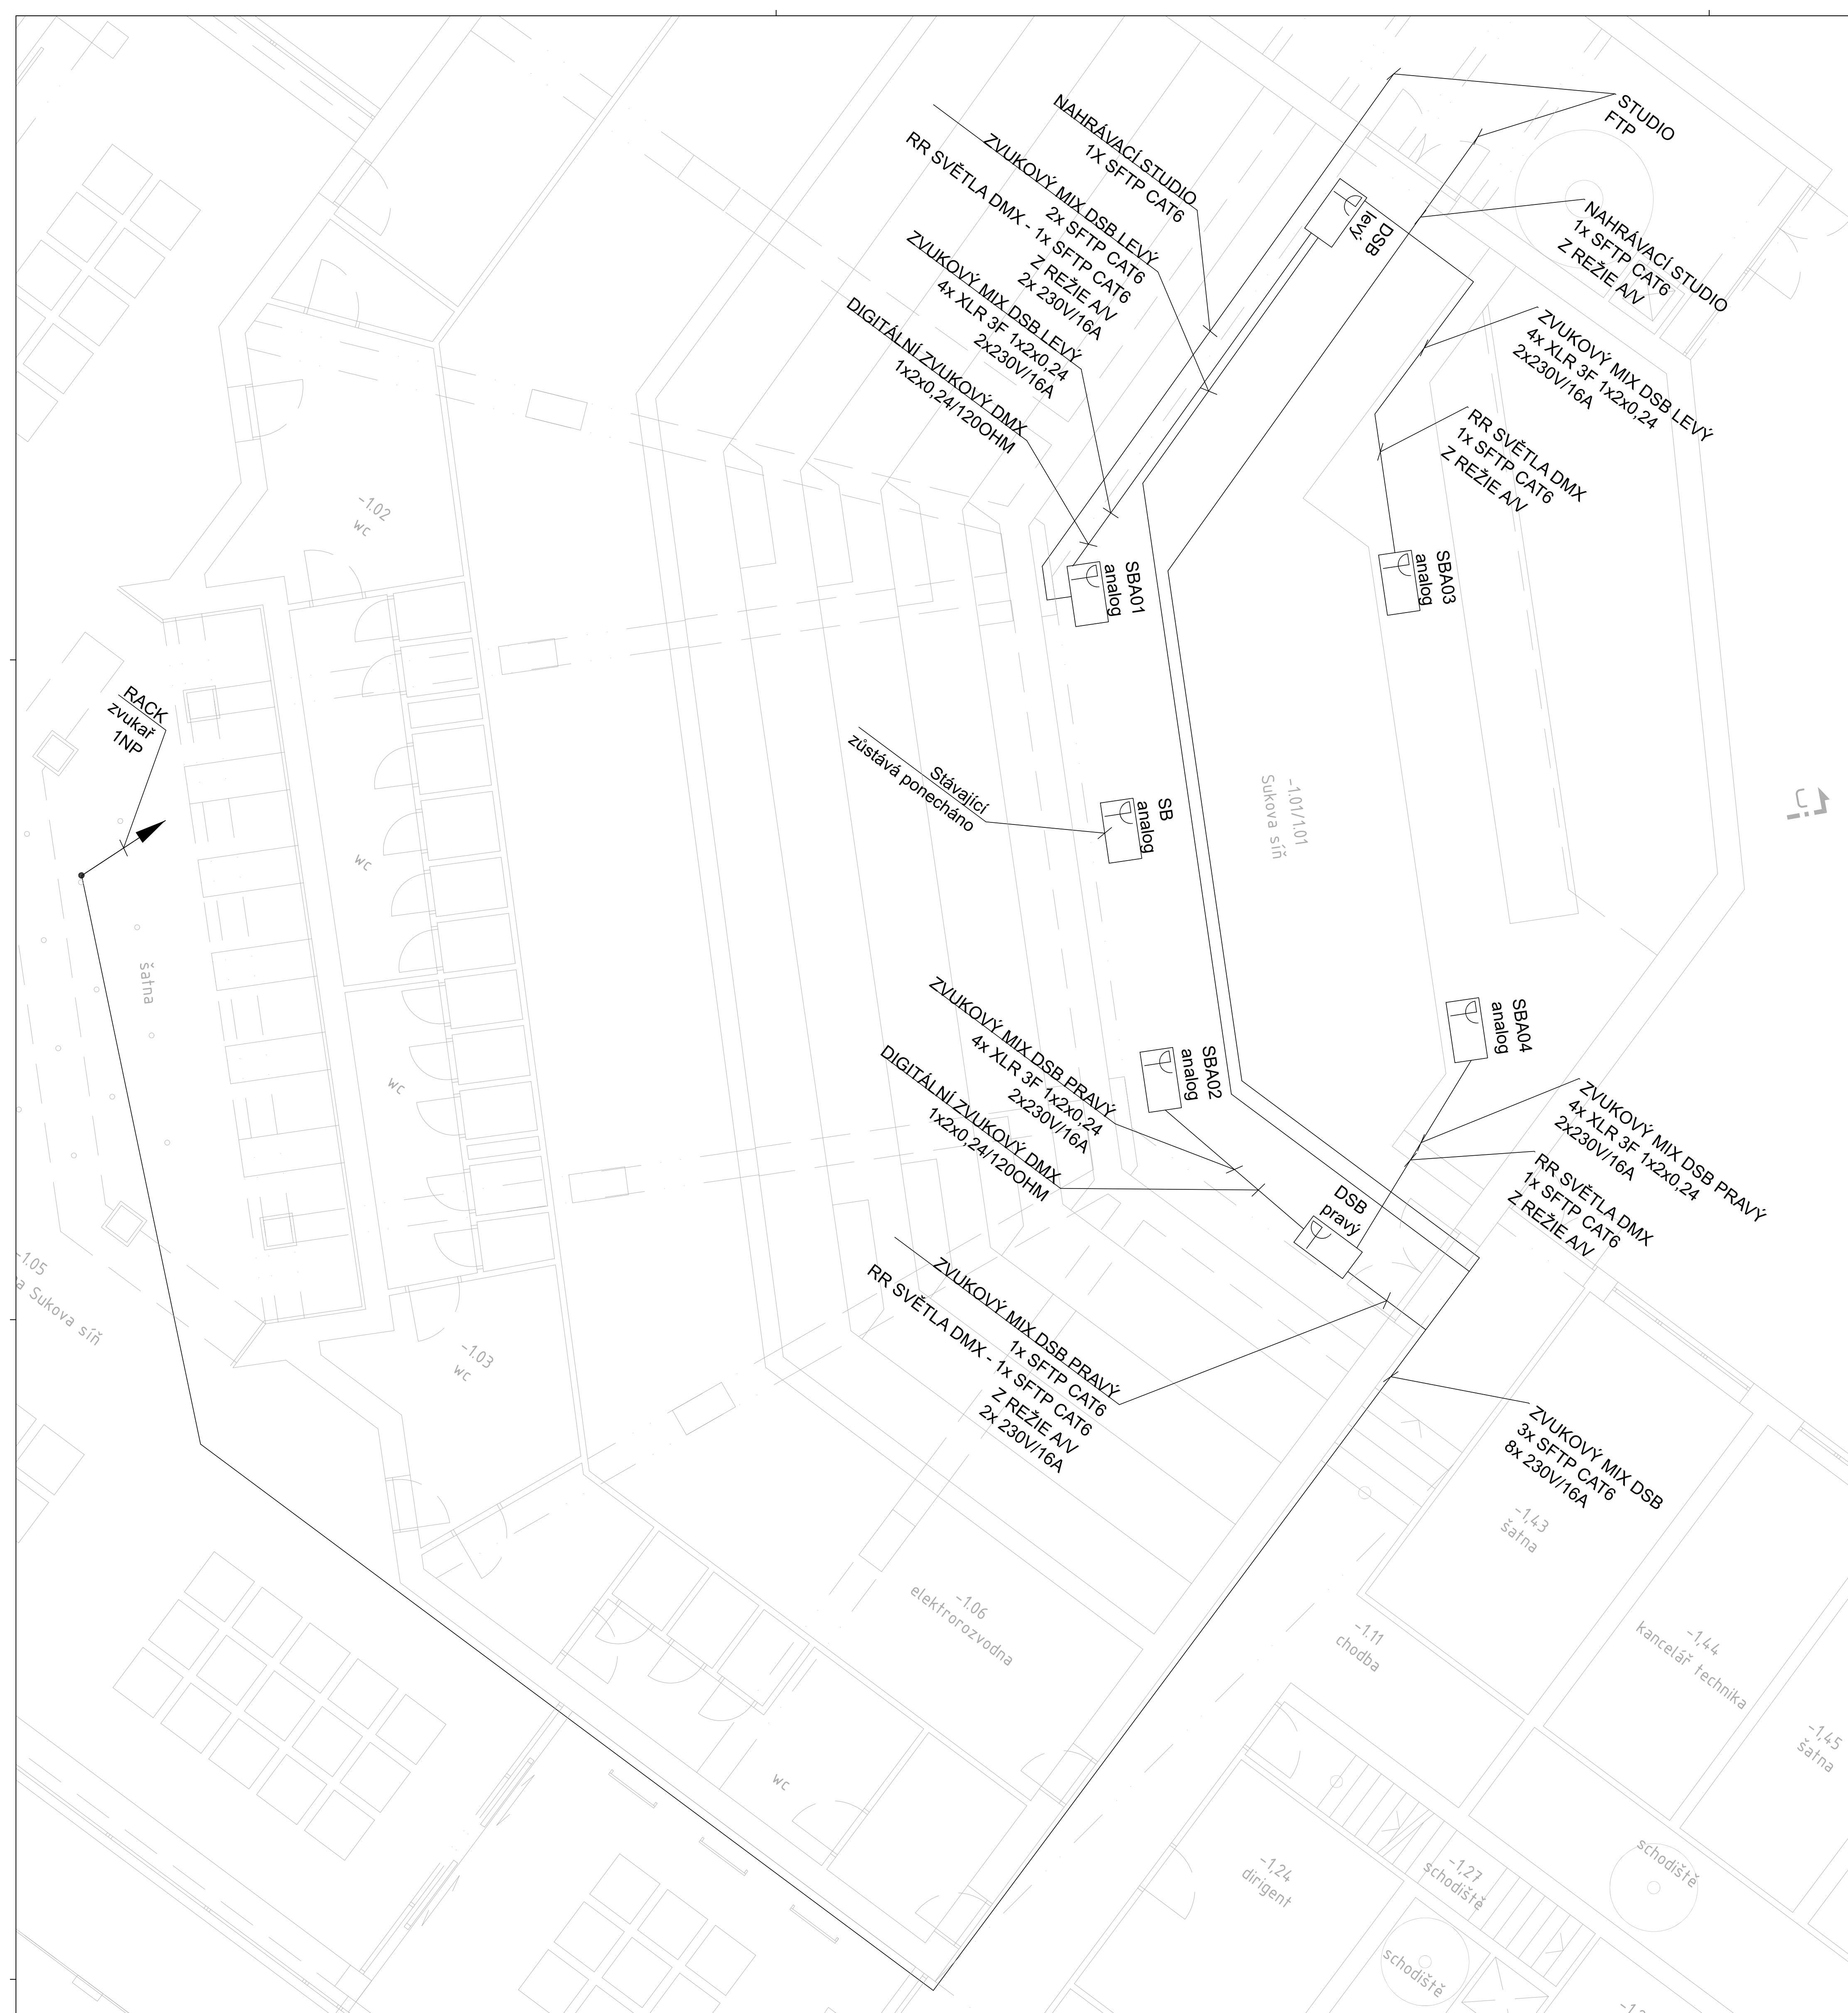 STUDIO
FTP
NAHRÁVACÍ STUDIO
1X SFTP CAT6
ZVUKOVÝ MIX DSB LEVÝ
2x SFTP CAT6
RR SVĚTLA DMX - 1x SFTP CAT6
Z REŽIE A/V
2x 230V/16A
ZVUKOVÝ MIX DSB LEVÝ
4x XLR 3F 1x2x0,24
2x230V/16A
DIGITÁLNÍ ZVUKOVÝ DMX
1x2x0,24/120OHM
DSB
levý
NAHRÁVACÍ STUDIO
1x SFTP CAT6
Z REŽIE A/V
ZVUKOVÝ MIX DSB LEVÝ
4x XLR 3F 1x2x0,24
2x230V/16A
RR SVĚTLA DMX
1x SFTP CAT6
Z REŽIE A/V
-1.02
wc
SBA01
analog
SBA03
analog
RACK
zvukař
1NP
Stávající
zůstává ponecháno
SB
analog
-1.01/1.01
Sukova síň
wc
šatna
wc
ZVUKOVÝ MIX DSB PRAVÝ
4x XLR 3F 1x2x0,24
2x230V/16A
DIGITÁLNÍ ZVUKOVÝ DMX
1x2x0,24/120OHM
SBA02
analog
SBA04
analog
ZVUKOVÝ MIX DSB PRAVÝ
4x XLR 3F 1x2x0,24
2x230V/16A
RR SVĚTLA DMX
1x SFTP CAT6
Z REŽIE A/V
DSB
pravý
-1.05
Sukova síň
-1.03
wc
ZVUKOVÝ MIX DSB PRAVÝ
1x SFTP CAT6
RR SVĚTLA DMX - 1x SFTP CAT6
Z REŽIE A/V
2x 230V/16A
ZVUKOVÝ MIX DSB
3x SFTP CAT6
8x 230V/16A
-1,43
šatna
-1.06
elektrorozvodna
-1.11
chodba
-1,44
kancelář technika
-1,45
šatna
wc
-1,24
dirigent
-1,27
schodiště
schodiště
schodiště